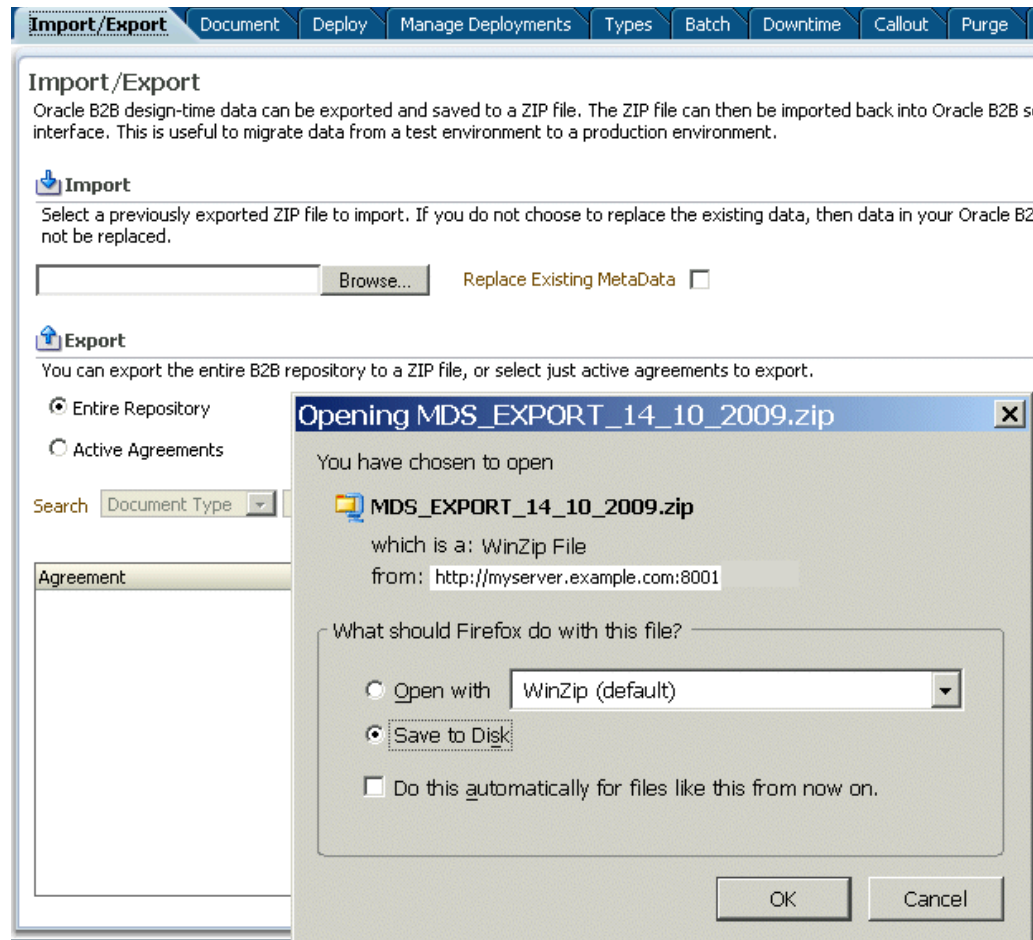 Import/Export Document Deploy Manage Deployments Types Batch Downtime Callout Purge
Import/Export
Oracle B2B design-time data can be exported and saved to a ZIP file. The ZIP file can then be imported back into Oracle B2B
interface. This is useful to migrate data from a test environment to a production environment.
Import
Select a previously exported ZIP file to import. If you do not choose to replace the existing data, then data in your Oracle
not be replaced.
Browse... Replace Existing MetaData
Export
You can export the entire B2B repository to a ZIP file, or select just active agreements to export.
Entire Repository
Active Agreements
Search Document Type
Agreement
Opening MDS_EXPORT_14_10_2009.zip
You have chosen to open
MDS_EXPORT_14_10_2009.zip
which is a: WinZip File
from: http://myserver.example.com:8001
What should Firefox do with this file?
Open with WinZip (default)
Save to Disk
Do this automatically for files like this from now on.
OK Cancel